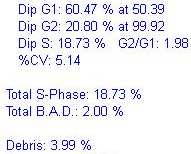 Dip G1: 60.47 % at 50.39
Dip G2: 20.80 % at 99.92
Dip S: 18.73 % G2/G1: 1.98
%CV: 5.14
Total S-Phase: 18.73 %
Total B.A.D.: 2.00 %
Debris: 3.99 %